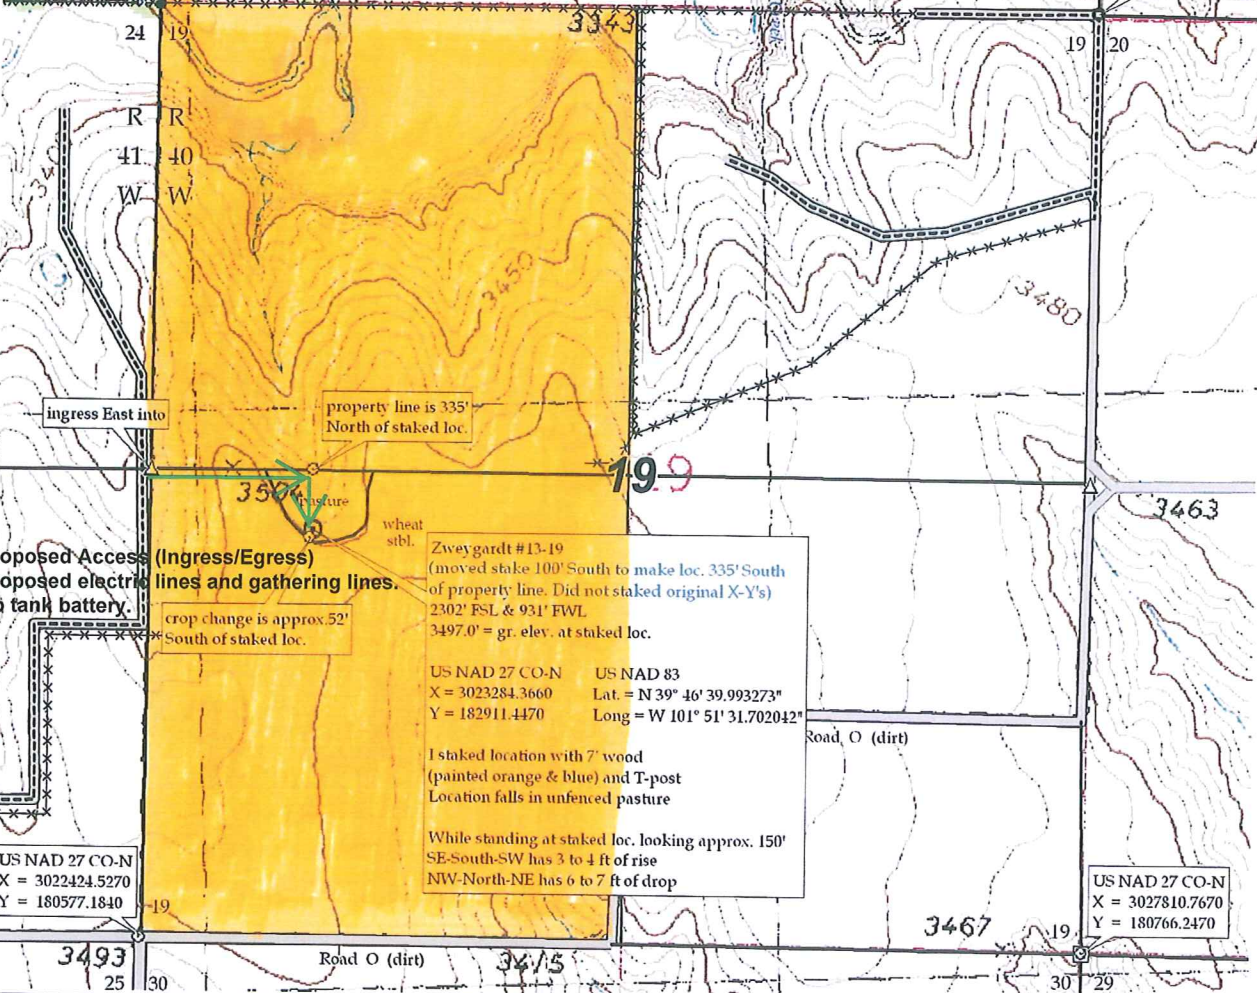 3343
24 19
19 20
R R
41 40
W W
3450
3480
ingress East into
property line is 335'
North of staked loc.
19
9
pasture
3463
wheat
stbl.
oposed Access (Ingress/Egress)
oposed electric lines and gathering lines.
tank battery.
crop change is approx.52'
South of staked loc.
Zweygardt #13-19
(moved stake 100' South to make loc. 335' South
of property line. Did not staked original X-Y's)
2302' FSL & 931' FWL
3497.0' = gr. elev. at staked loc.
US NAD 27 CO-N US NAD 83
X = 3023284.3660 Lat. = N 39° 46' 39.993273"
Y = 182911.4470 Long = W 101° 51' 31.702042"
Road O (dirt)
I staked location with 7' wood
(painted orange & blue) and T-post
Location falls in unfenced pasture
While standing at staked loc. looking approx. 150'
SE-South-SW has 3 to 4 ft of rise
NW-North-NE has 6 to 7 ft of drop
US NAD 27 CO-N
X = 3022424.5270
Y = 180577.1840
US NAD 27 CO-N
X = 3027810.7670
Y = 180766.2470
19
3467
19
3493
Road O (dirt)
25 30
30 29